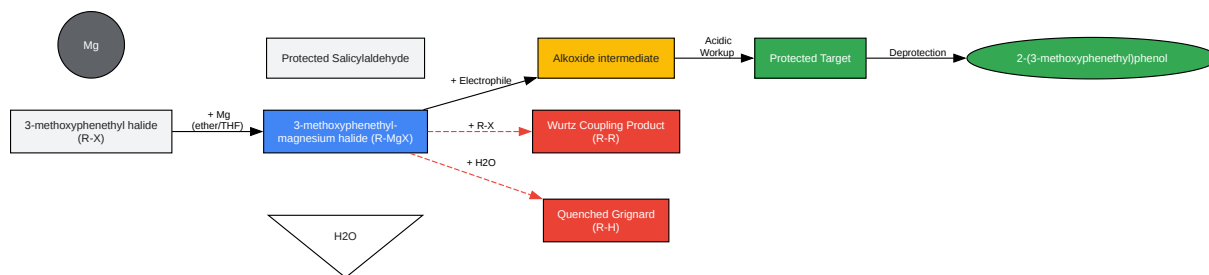 Mg
Protected Salicylaldehyde
Alkoxide intermediate
Acidic
Workup
Protected Target
Deprotection
2-(3-methoxyphenethyl)phenol
+ Electrophile
3-methoxyphenethyl halide
(R-X)
+ Mg
(ether/THF)
3-methoxyphenethyl-
magnesium halide (R-MgX)
+ R-X
Wurtz Coupling Product
(R-R)
+ H2O
Quenched Grignard
(R-H)
H2O